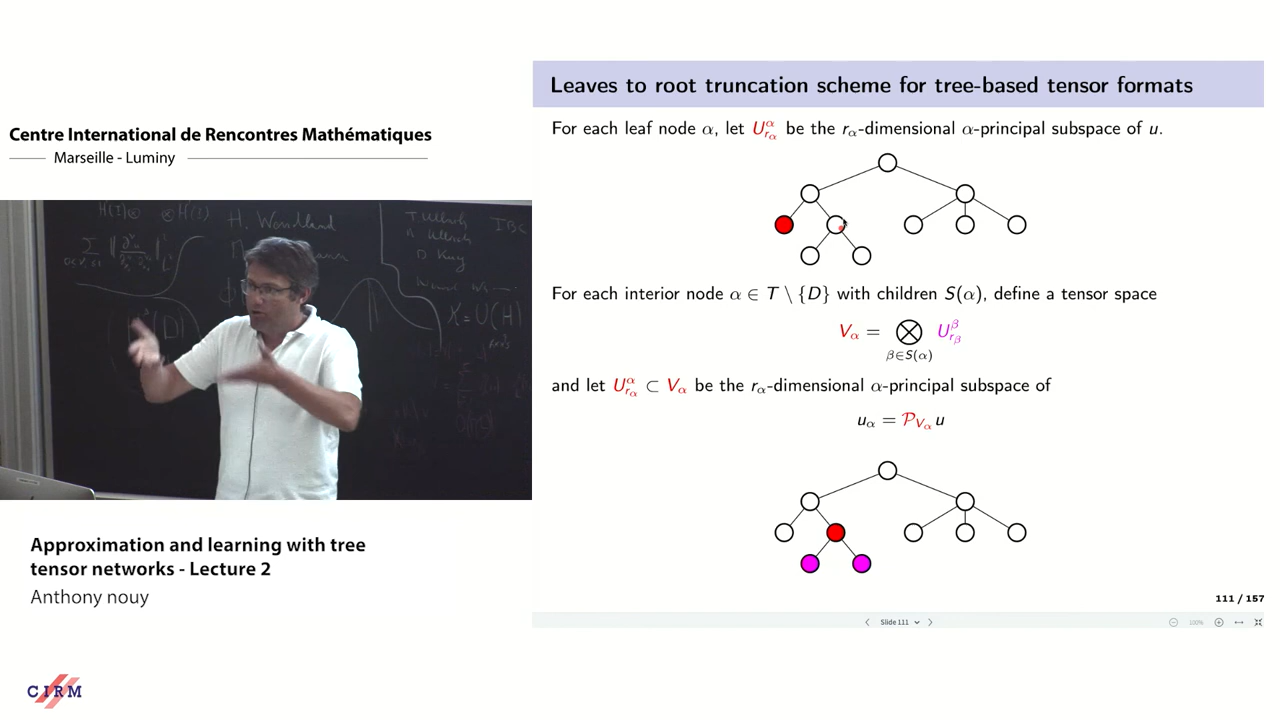 Centre International de Rencontres Mathématiques
Marseille - Luminy
H. Woodland
IBC
X = U(H)
Approximation and learning with tree
tensor networks - Lecture 2
Anthony nouy
CIRM
Leaves to root truncation scheme for tree-based tensor formats
For each leaf node α, let U^α_{r_α} be the r_α-dimensional α-principal subspace of u.
For each interior node α ∈ T \ {D} with children S(α), define a tensor space
V_α = ⨂_{β∈S(α)} U^β_{r_β}
and let U^α_{r_α} ⊂ V_α be the r_α-dimensional α-principal subspace of
u_α = 𝒫_{V_α} u
111 / 157
Slide 111
100%